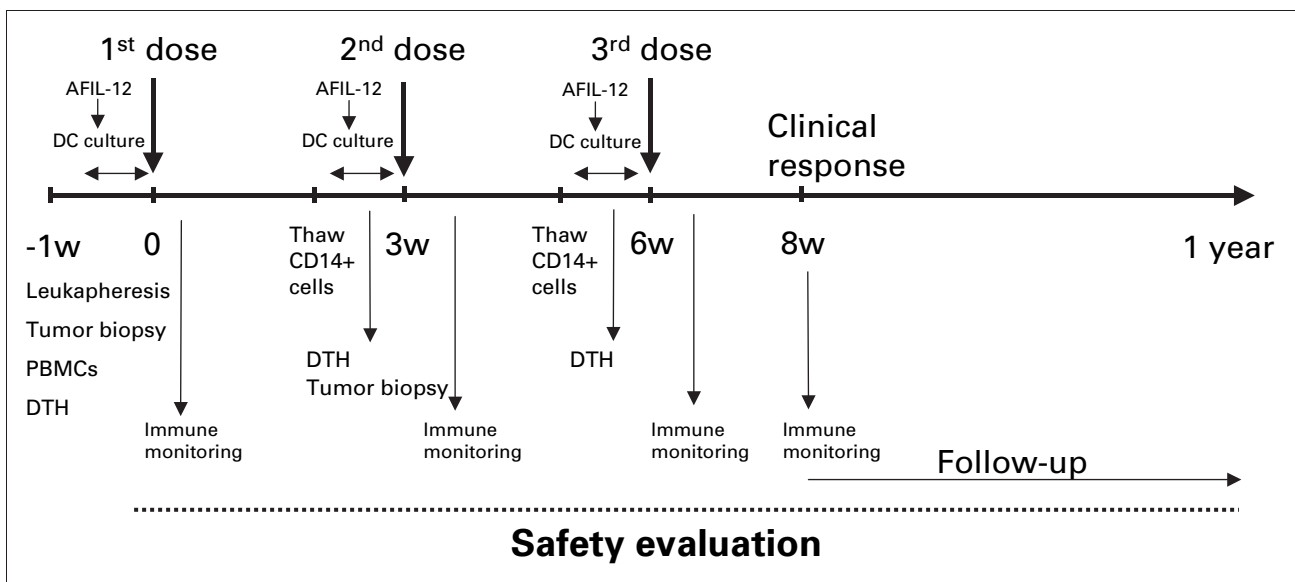 1st dose
2nd dose
3rd dose
AFIL-12
AFIL-12
AFIL-12
DC culture
DC culture
DC culture
Clinical
response
-1w
0
Thaw
CD14+
cells
3w
Thaw
CD14+
cells
6w
8w
1 year
Leukapheresis
Tumor biopsy
PBMCs
DTH
DTH
Tumor biopsy
DTH
Immune
monitoring
Immune
monitoring
Immune
monitoring
Immune
monitoring
Follow-up
Safety evaluation